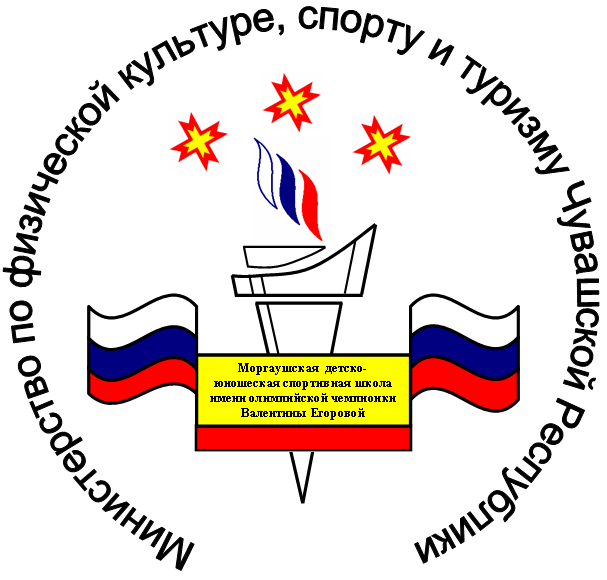 Министерство по физической культуре, спорту и туризму Чувашской Республики
Моргаушская детско-
юношеская спортивная школа
имени олимпийской чемпионки
Валентины Егоровой